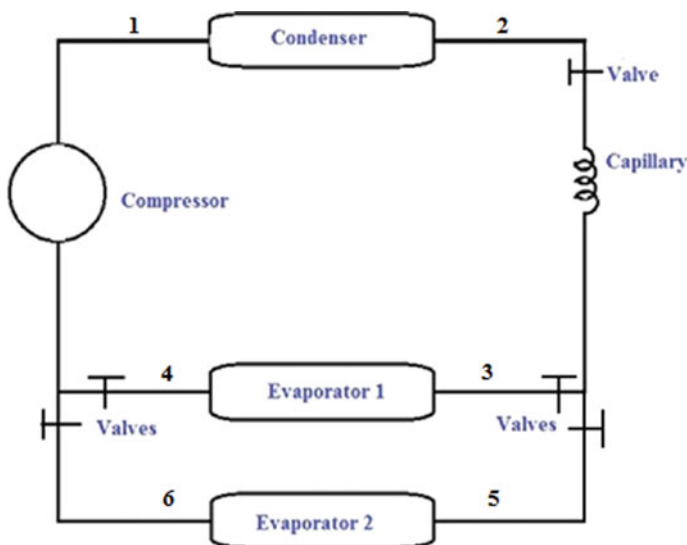 1
Condenser
2
Valve
Capillary
Compressor
4
Evaporator 1
3
Valves
Valves
6
Evaporator 2
5